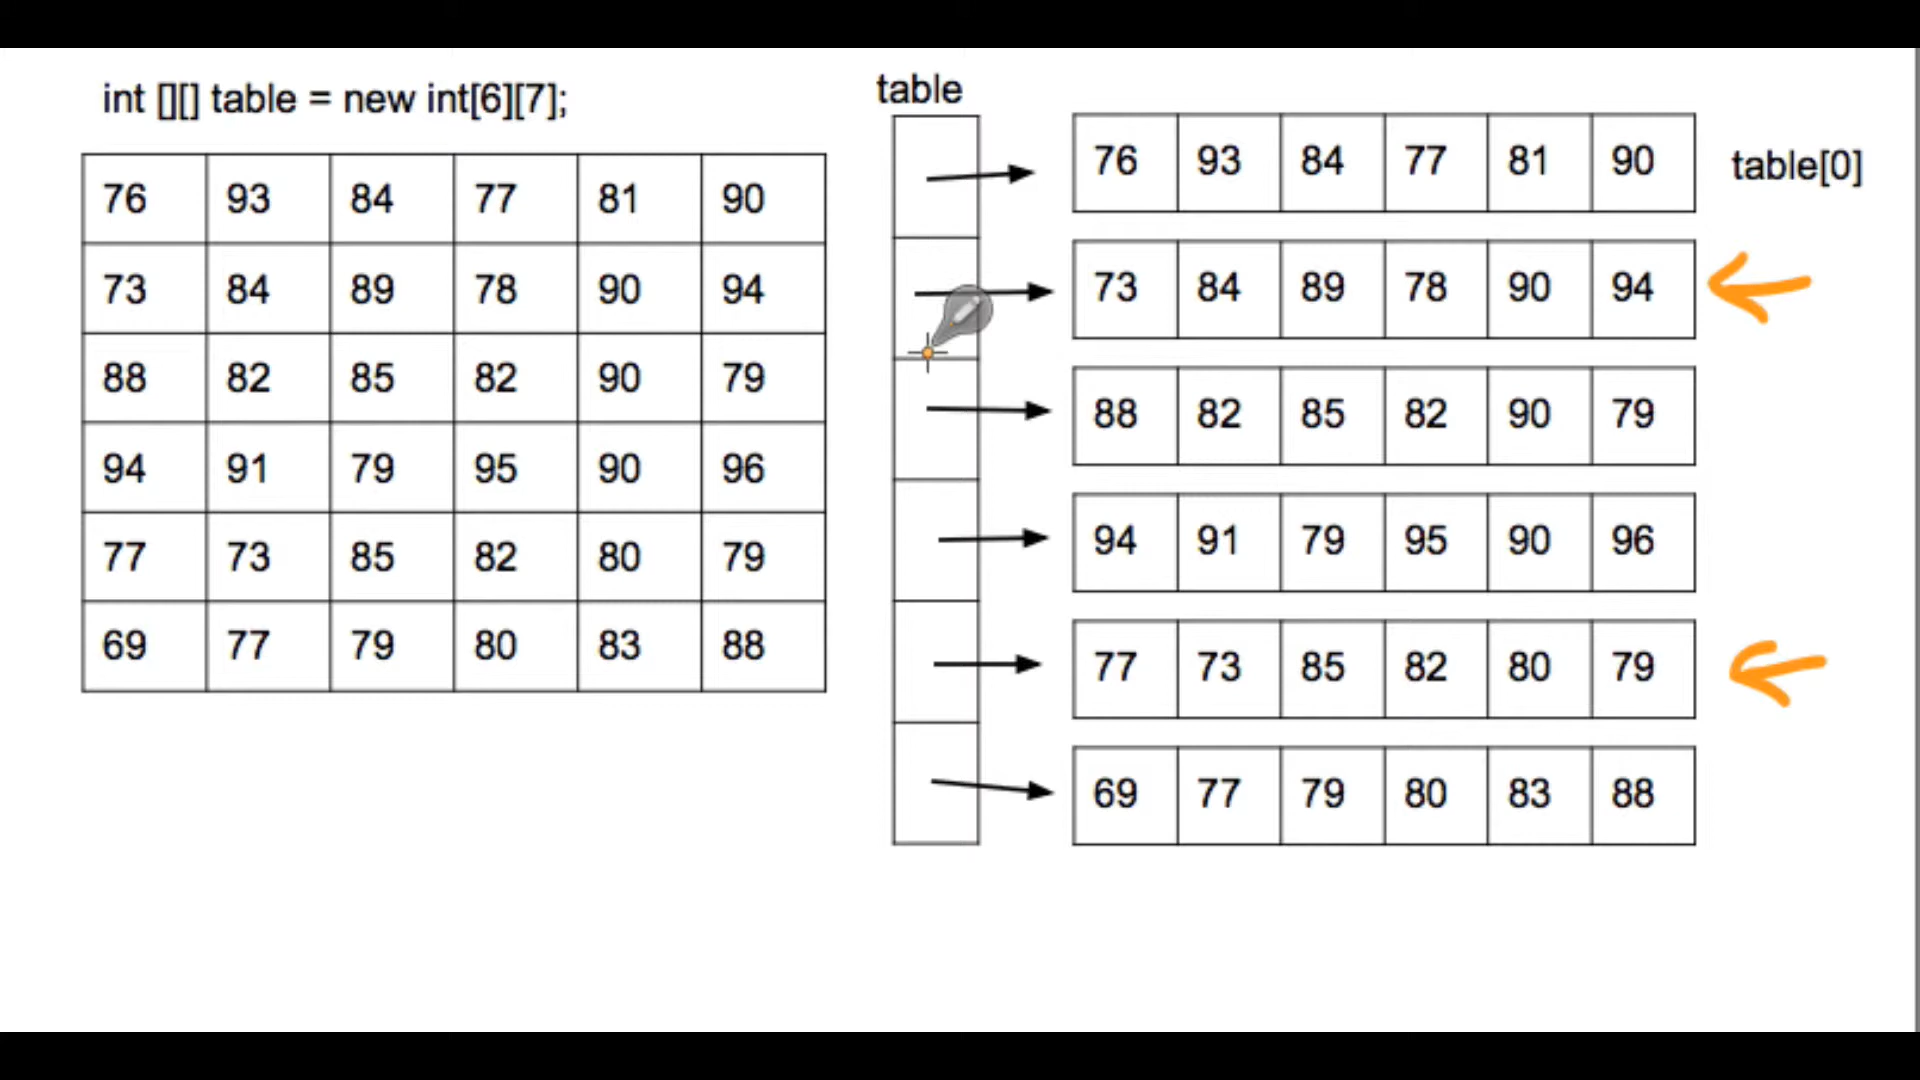 int [][] table = new int[6][7];
76 93 84 77 81 90
73 84 89 78 90 94
88 82 85 82 90 79
94 91 79 95 90 96
77 73 85 82 80 79
69 77 79 80 83 88
table
76 93 84 77 81 90 table[0]
73 84 89 78 90 94
88 82 85 82 90 79
94 91 79 95 90 96
77 73 85 82 80 79
69 77 79 80 83 88